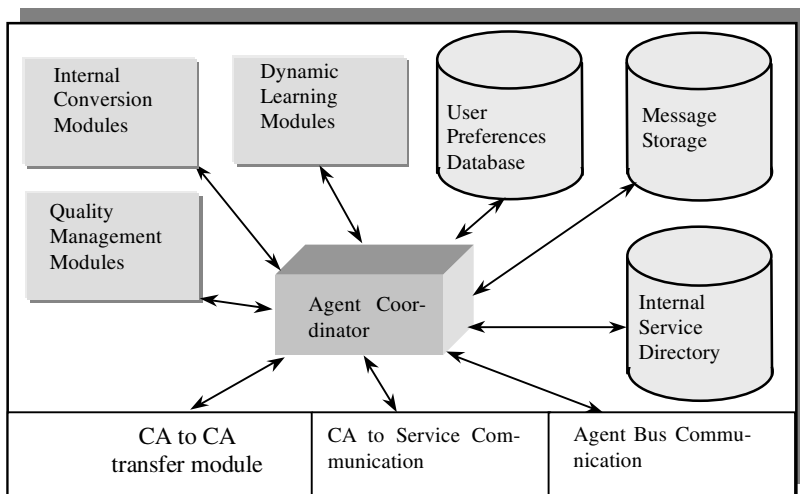 Internal
Conversion
Modules
Dynamic
Learning
Modules
User
Preferences
Database
Message
Storage
Quality
Management
Modules
Agent Coor-
dinator
Internal
Service
Directory
CA to CA
transfer module
CA to Service Com-
munication
Agent Bus Commu-
nication